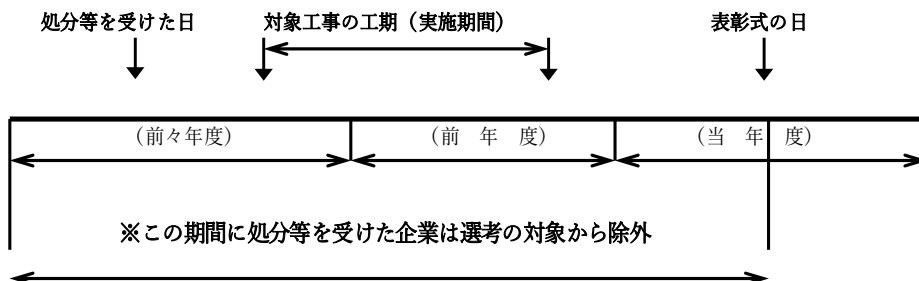 処分等を受けた日 対象工事の工期（実施期間） 表彰式の日
（前々年度） （前 年 度） （当 年 度）
※この期間に処分等を受けた企業は選考の対象から除外